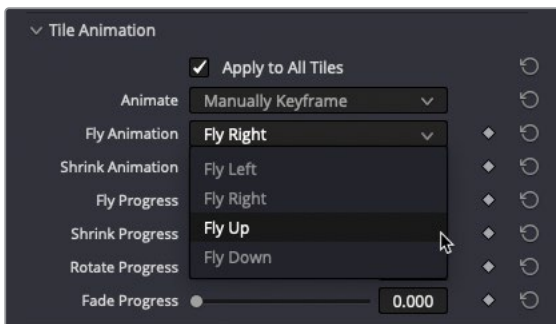 Tile Animation
Apply to All Tiles
Animate Manually Keyframe
Fly Animation Fly Right
Shrink Animation Fly Left
Fly Progress Fly Right
Shrink Progress Fly Up
Rotate Progress Fly Down
Fade Progress 0.000